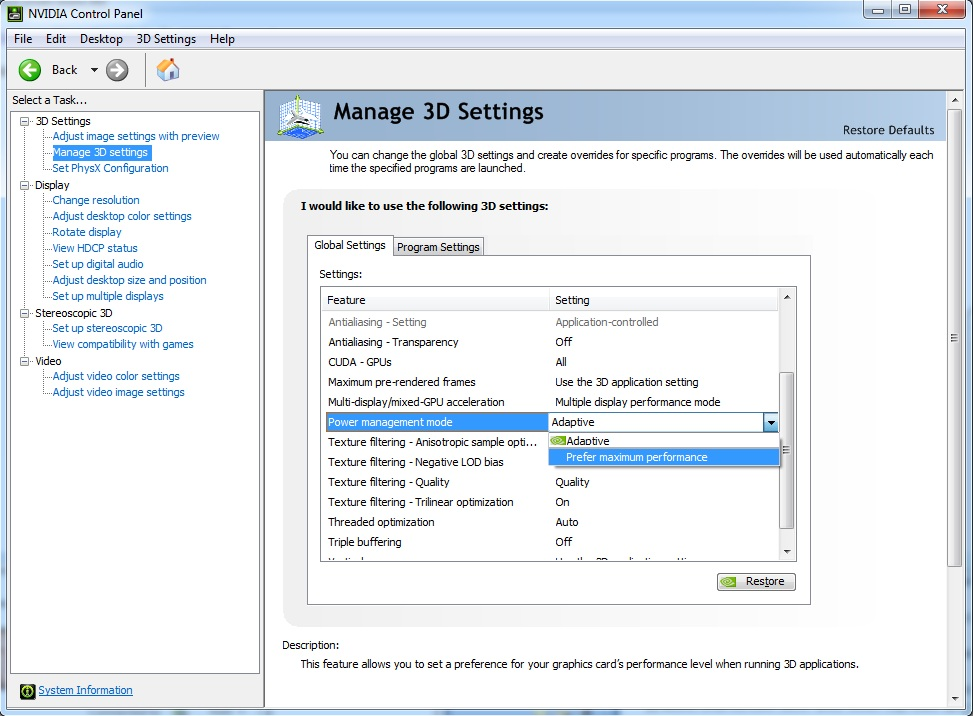 NVIDIA Control Panel
File Edit Desktop 3D Settings Help
Back
Select a Task...
3D Settings
Adjust image settings with preview
Manage 3D settings
Set PhysX Configuration
Display
Change resolution
Adjust desktop color settings
Rotate display
View HDCP status
Set up digital audio
Adjust desktop size and position
Set up multiple displays
Stereoscopic 3D
Set up stereoscopic 3D
View compatibility with games
Video
Adjust video color settings
Adjust video image settings
System Information
Manage 3D Settings
Restore Defaults
You can change the global 3D settings and create overrides for specific programs. The overrides will be used automatically each
time the specified programs are launched.
I would like to use the following 3D settings:
Global Settings Program Settings
Settings:
Feature Setting
Antialiasing - Setting Application-controlled
Antialiasing - Transparency Off
CUDA - GPUs All
Maximum pre-rendered frames Use the 3D application setting
Multi-display/mixed-GPU acceleration Multiple display performance mode
Power management mode Adaptive
Texture filtering - Anisotropic sample opti... Adaptive
Prefer maximum performance
Texture filtering - Negative LOD bias
Texture filtering - Quality Quality
Texture filtering - Trilinear optimization On
Threaded optimization Auto
Triple buffering Off
Restore
Description:
This feature allows you to set a preference for your graphics card's performance level when running 3D applications.